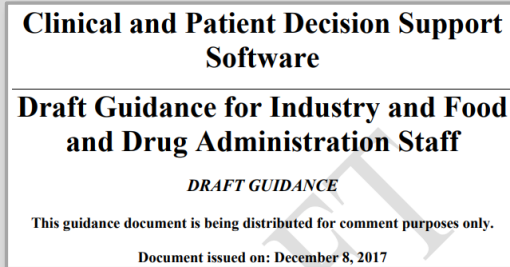 Clinical and Patient Decision Support
Software
Draft Guidance for Industry and Food
and Drug Administration Staff
DRAFT GUIDANCE
This guidance document is being distributed for comment purposes only.
Document issued on: December 8, 2017